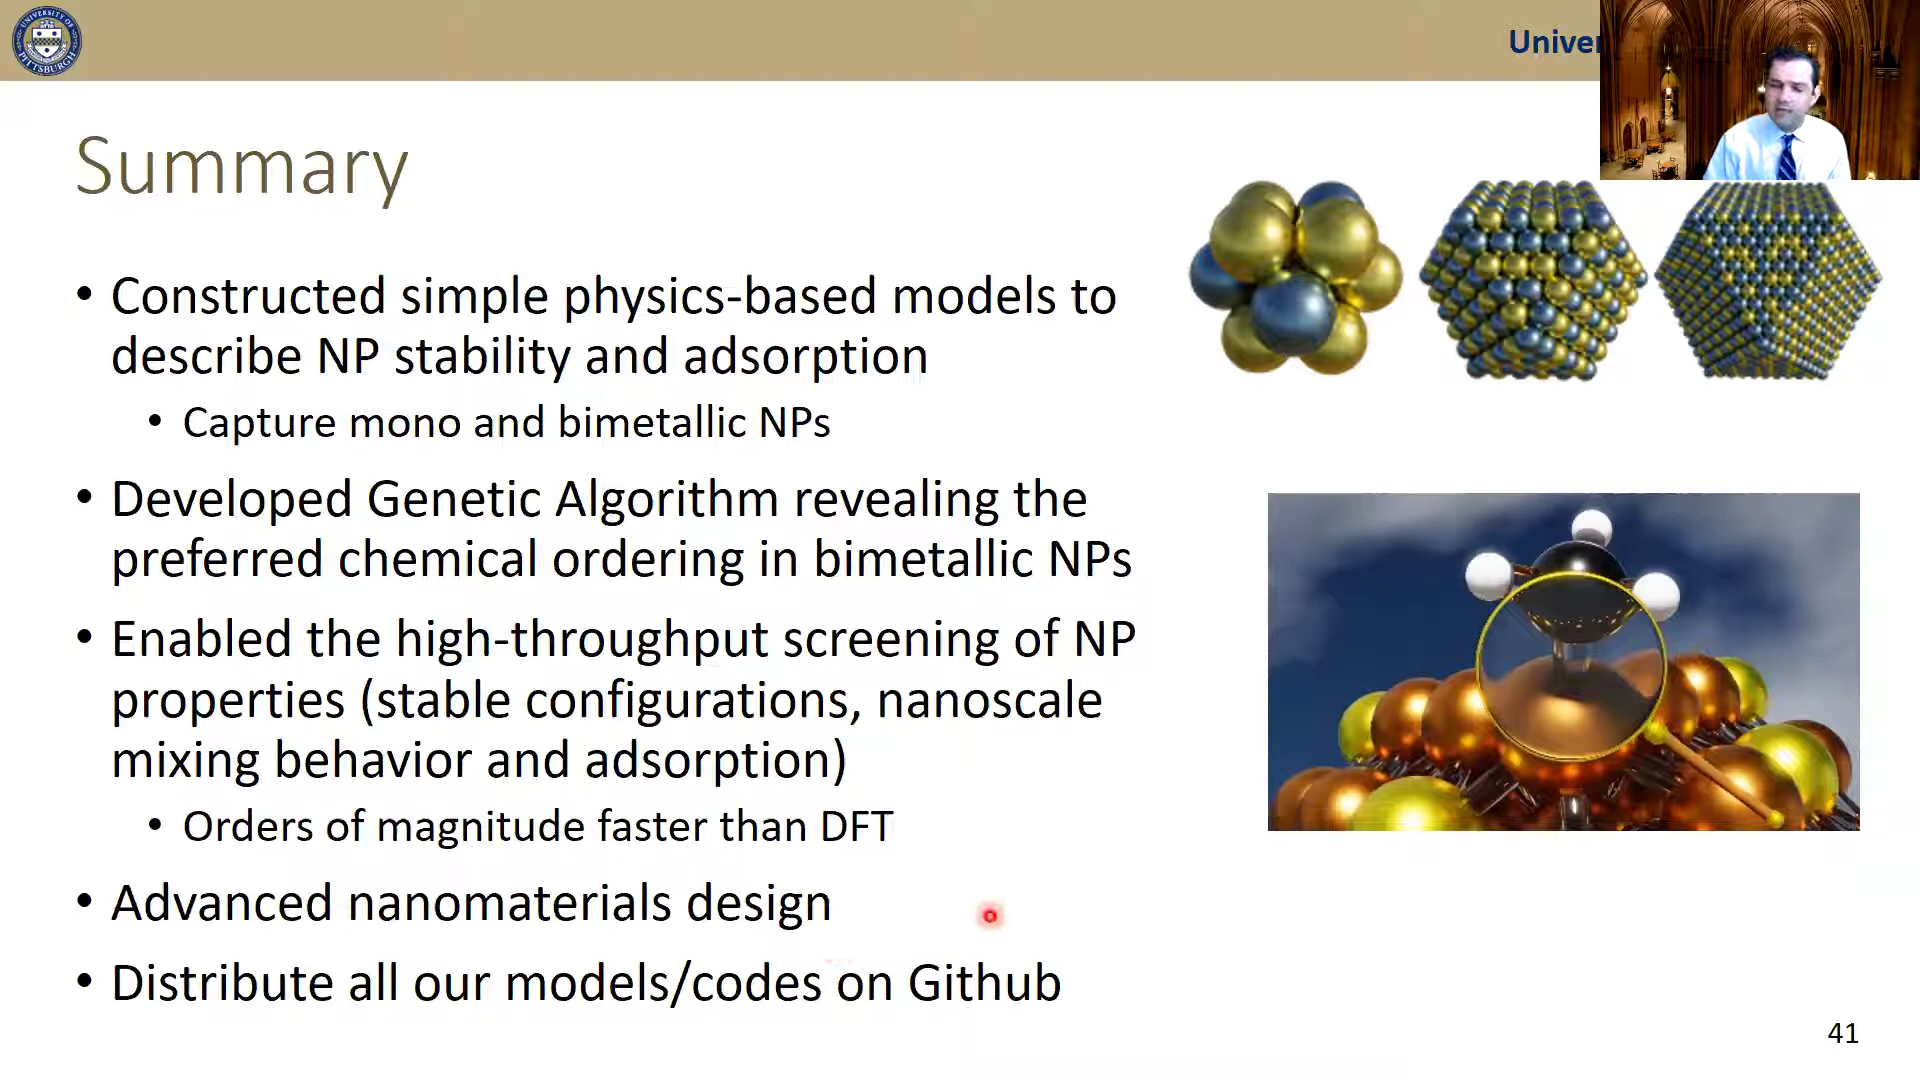 Univer
Summary
• Constructed simple physics-based models to
describe NP stability and adsorption
• Capture mono and bimetallic NPs
• Developed Genetic Algorithm revealing the
preferred chemical ordering in bimetallic NPs
• Enabled the high-throughput screening of NP
properties (stable configurations, nanoscale
mixing behavior and adsorption)
• Orders of magnitude faster than DFT
• Advanced nanomaterials design
• Distribute all our models/codes on Github
41
UNIVERSITY OF
PITTSBURGH